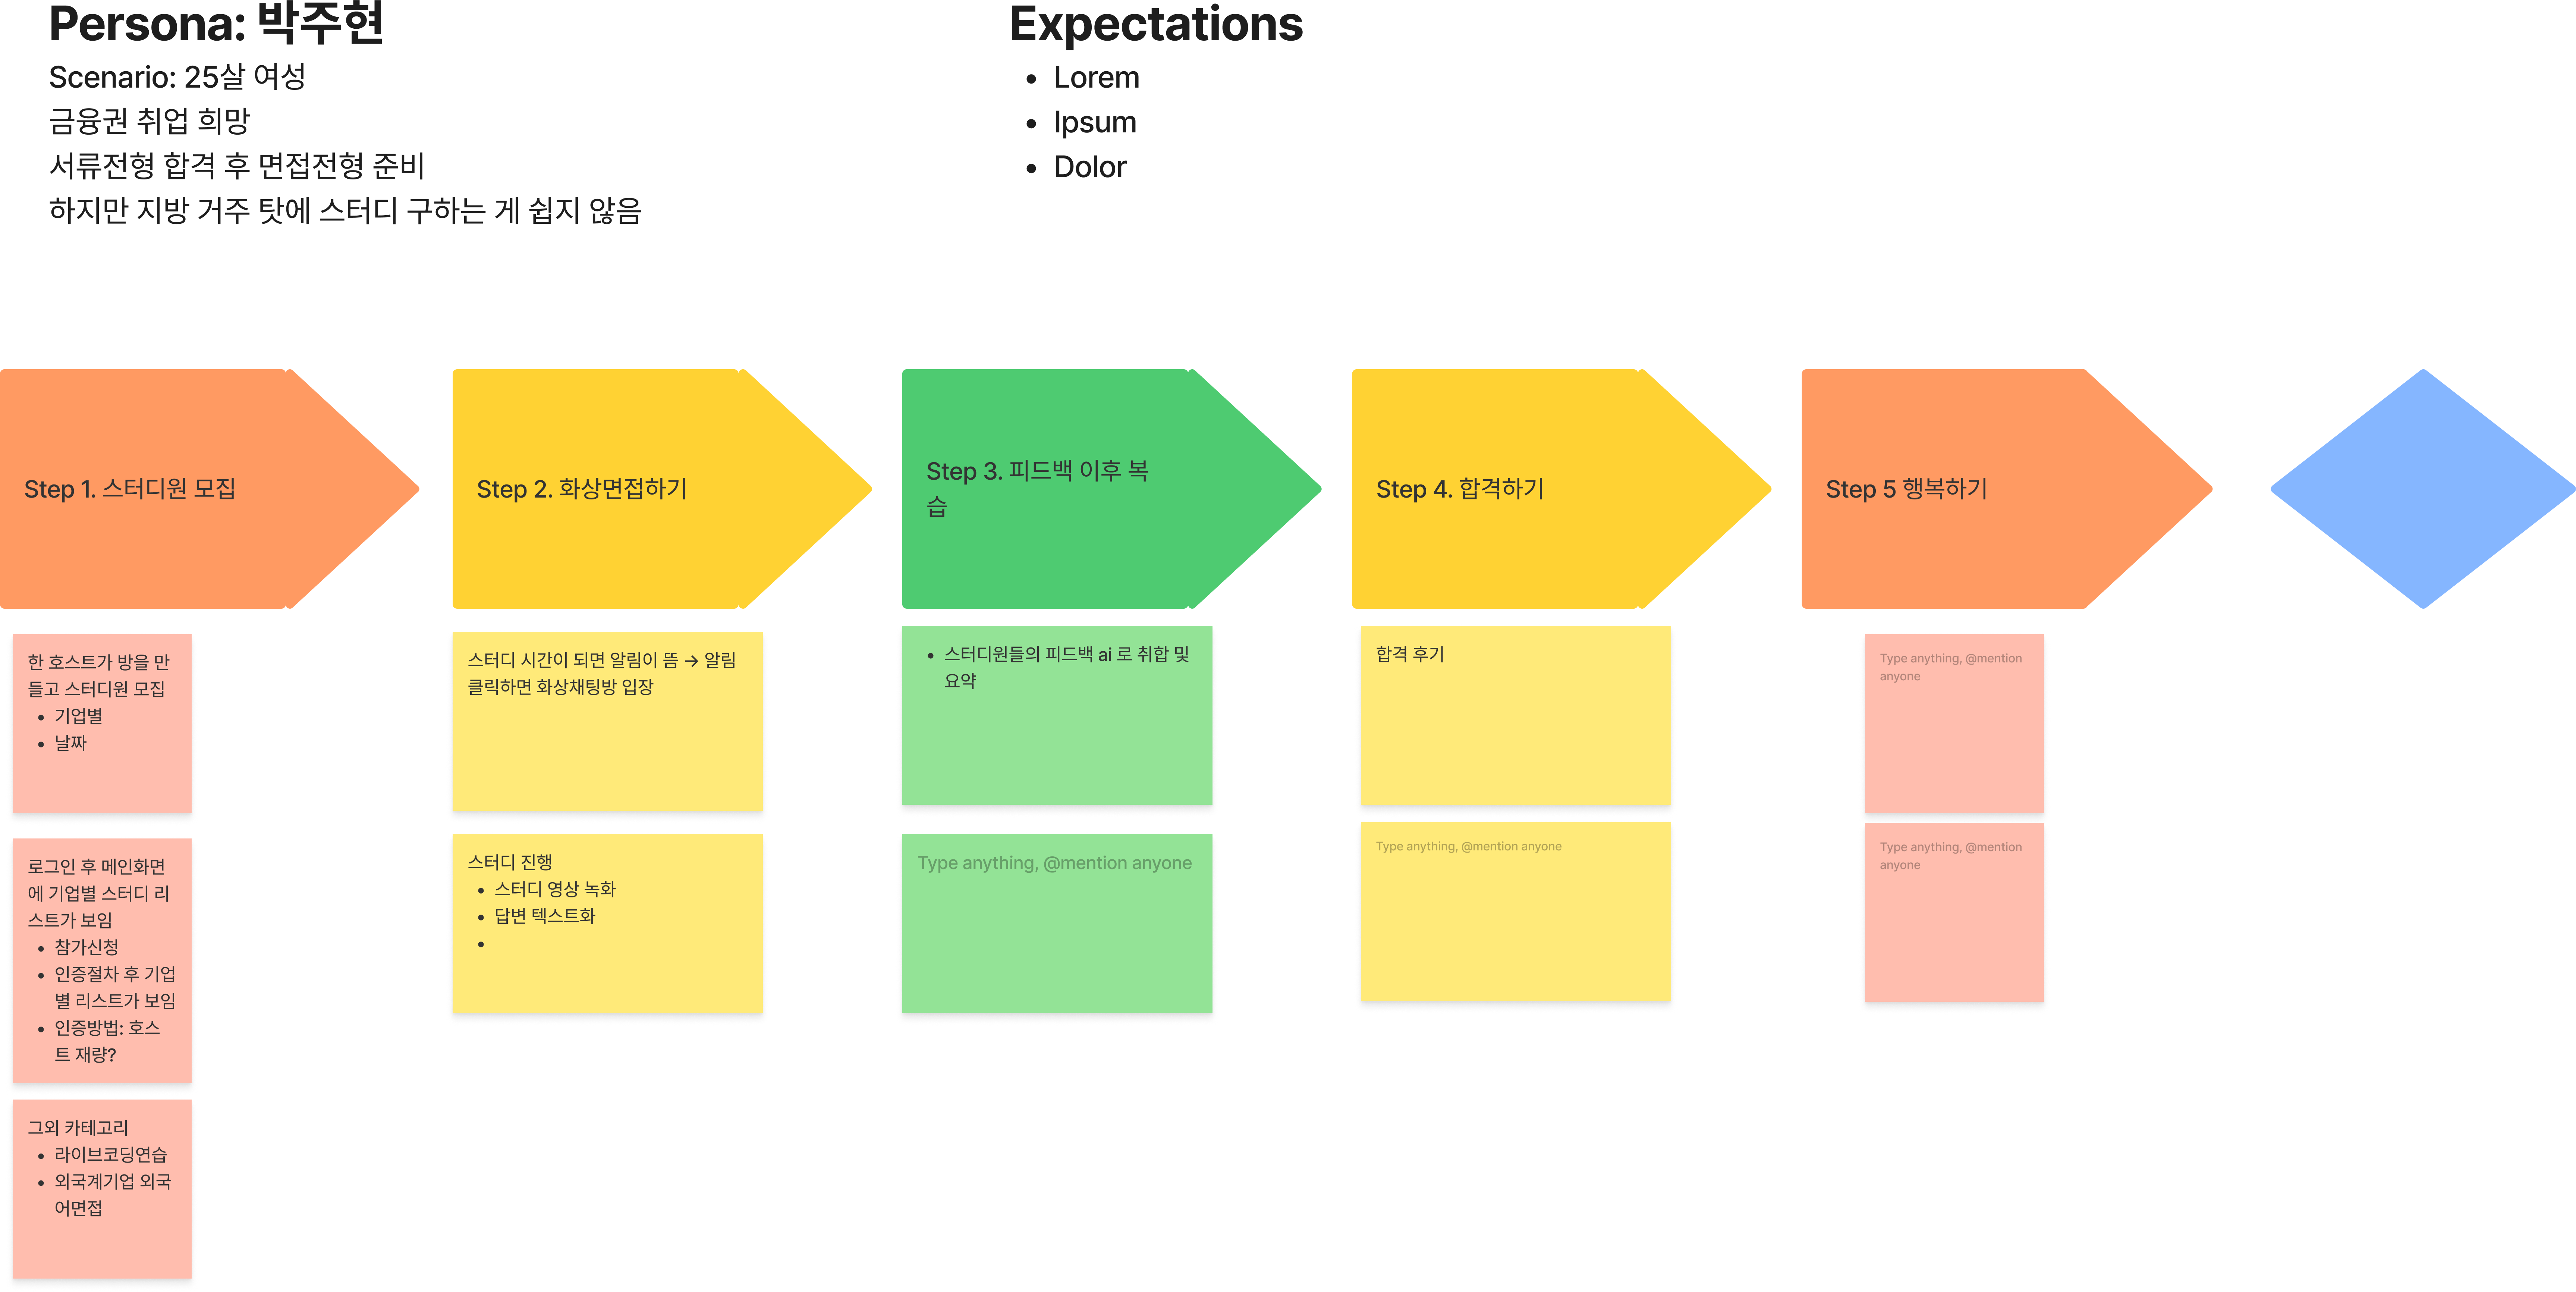 Persona: 박주현
Scenario: 25살 여성
금융권 취업 희망
서류전형 합격 후 면접전형 준비
하지만 지방 거주 탓에 스터디 구하는 게 쉽지 않음
Expectations
• Lorem
• Ipsum
• Dolor
Step 1. 스터디원 모집
Step 2. 화상면접하기
Step 3. 피드백 이후 복
습
Step 4. 합격하기
Step 5 행복하기
한 호스트가 방을 만
들고 스터디원 모집
• 기업별
• 날짜
로그인 후 메인화면
에 기업별 스터디 리
스트가 보임
• 참가신청
• 인증절차 후 기업
별 리스트가 보임
• 인증방법: 호스
트 재량?
그외 카테고리
• 라이브코딩연습
• 외국계기업 외국
어면접
스터디 시간이 되면 알림이 뜸 → 알림
클릭하면 화상채팅방 입장
스터디 진행
• 스터디 영상 녹화
• 답변 텍스트화
•
• 스터디원들의 피드백 ai 로 취합 및
요약
Type anything, @mention anyone
합격 후기
Type anything, @mention anyone
Type anything, @mention
anyone
Type anything, @mention
anyone